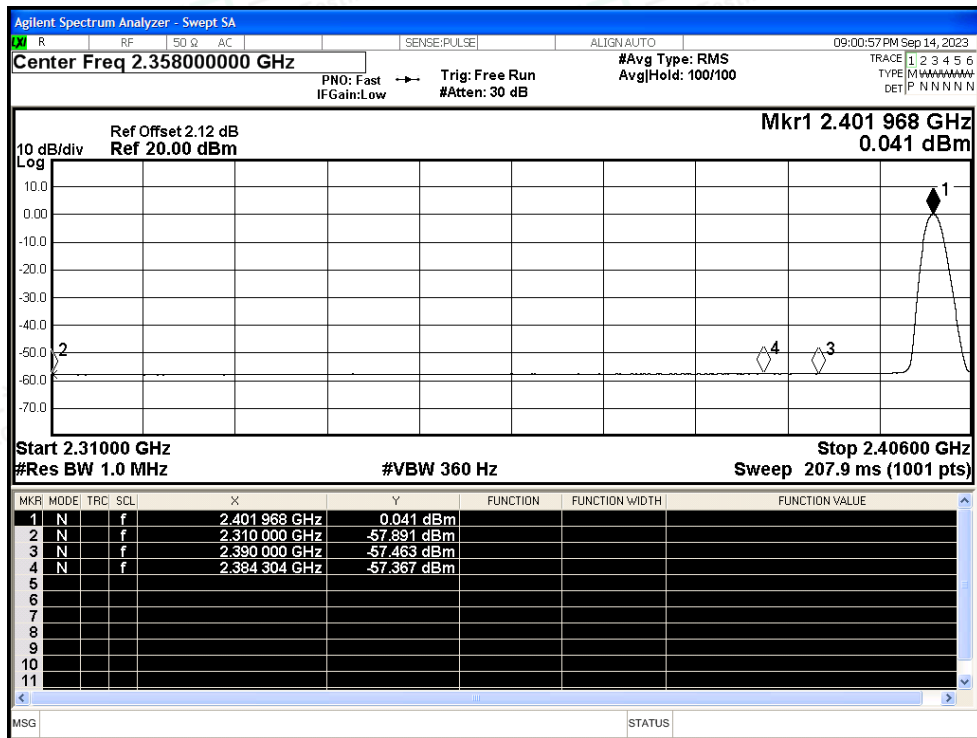 Agilent Spectrum Analyzer - Swept SA
LXI R RF 50 Ω AC SENSE:PULSE ALIGN AUTO 09:00:57 PM Sep 14, 2023
Center Freq 2.358000000 GHz
PNO: Fast
IFGain:Low
Trig: Free Run
#Atten: 30 dB
#Avg Type: RMS
Avg|Hold: 100/100
TRACE 1 2 3 4 5 6
TYPE M WWWWW
DET P N N N N N
Mkr1 2.401 968 GHz
0.041 dBm
Ref Offset 2.12 dB
10 dB/div Ref 20.00 dBm
Log
10.0
0.00
-10.0
-20.0
-30.0
-40.0
-50.0
-60.0
-70.0
1
2
4
3
Start 2.31000 GHz Stop 2.40600 GHz
#Res BW 1.0 MHz #VBW 360 Hz Sweep 207.9 ms (1001 pts)
MKR MODE TRC SCL X Y FUNCTION FUNCTION WIDTH FUNCTION VALUE
1 N f 2.401 968 GHz 0.041 dBm
2 N f 2.310 000 GHz -57.891 dBm
3 N f 2.390 000 GHz -57.463 dBm
4 N f 2.384 304 GHz -57.367 dBm
5
6
7
8
9
10
11
MSG STATUS